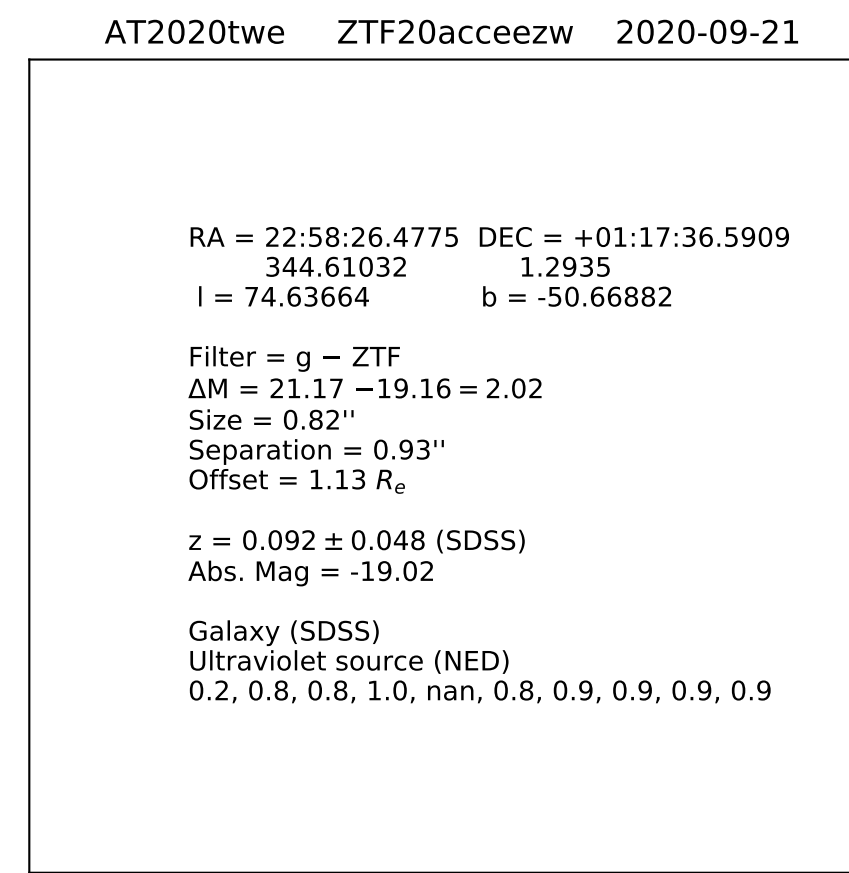 AT2020twe ZTF20acceezw 2020-09-21
RA = 22:58:26.4775 DEC = +01:17:36.5909
344.61032 1.2935
l = 74.63664 b = -50.66882
Filter = g − ZTF
ΔM = 21.17 −19.16 = 2.02
Size = 0.82''
Separation = 0.93''
Offset = 1.13 Re
z = 0.092 ± 0.048 (SDSS)
Abs. Mag = -19.02
Galaxy (SDSS)
Ultraviolet source (NED)
0.2, 0.8, 0.8, 1.0, nan, 0.8, 0.9, 0.9, 0.9, 0.9